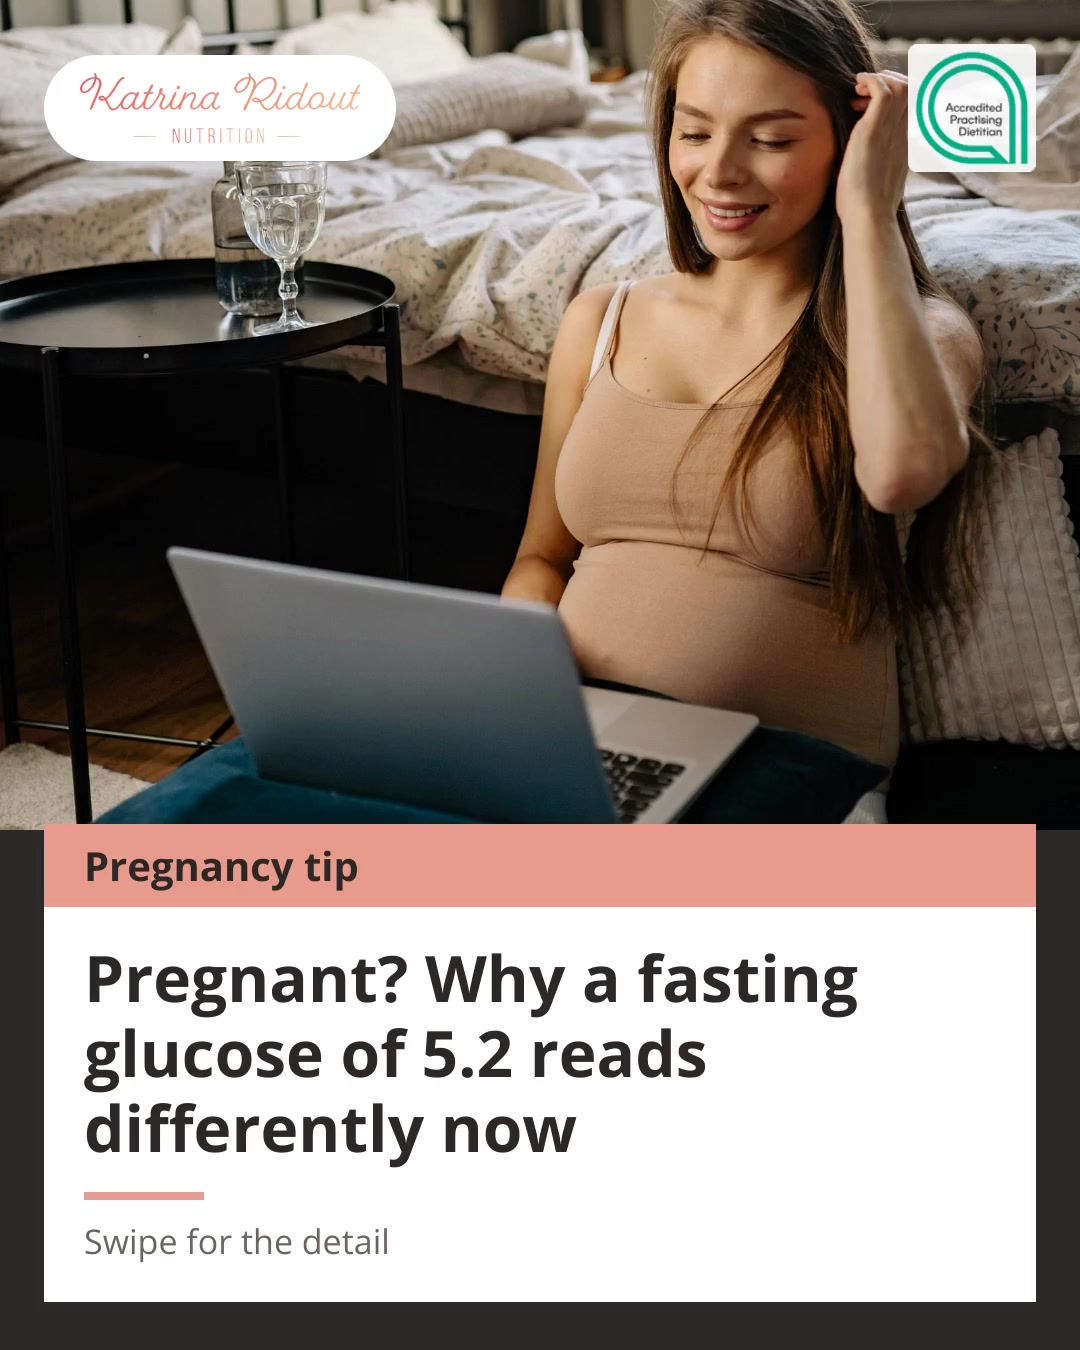 Katrina Ridout
NUTRITION
Accredited
Practising
Dietitian
Pregnancy tip
Pregnant? Why a fasting
glucose of 5.2 reads
differently now
Swipe for the detail